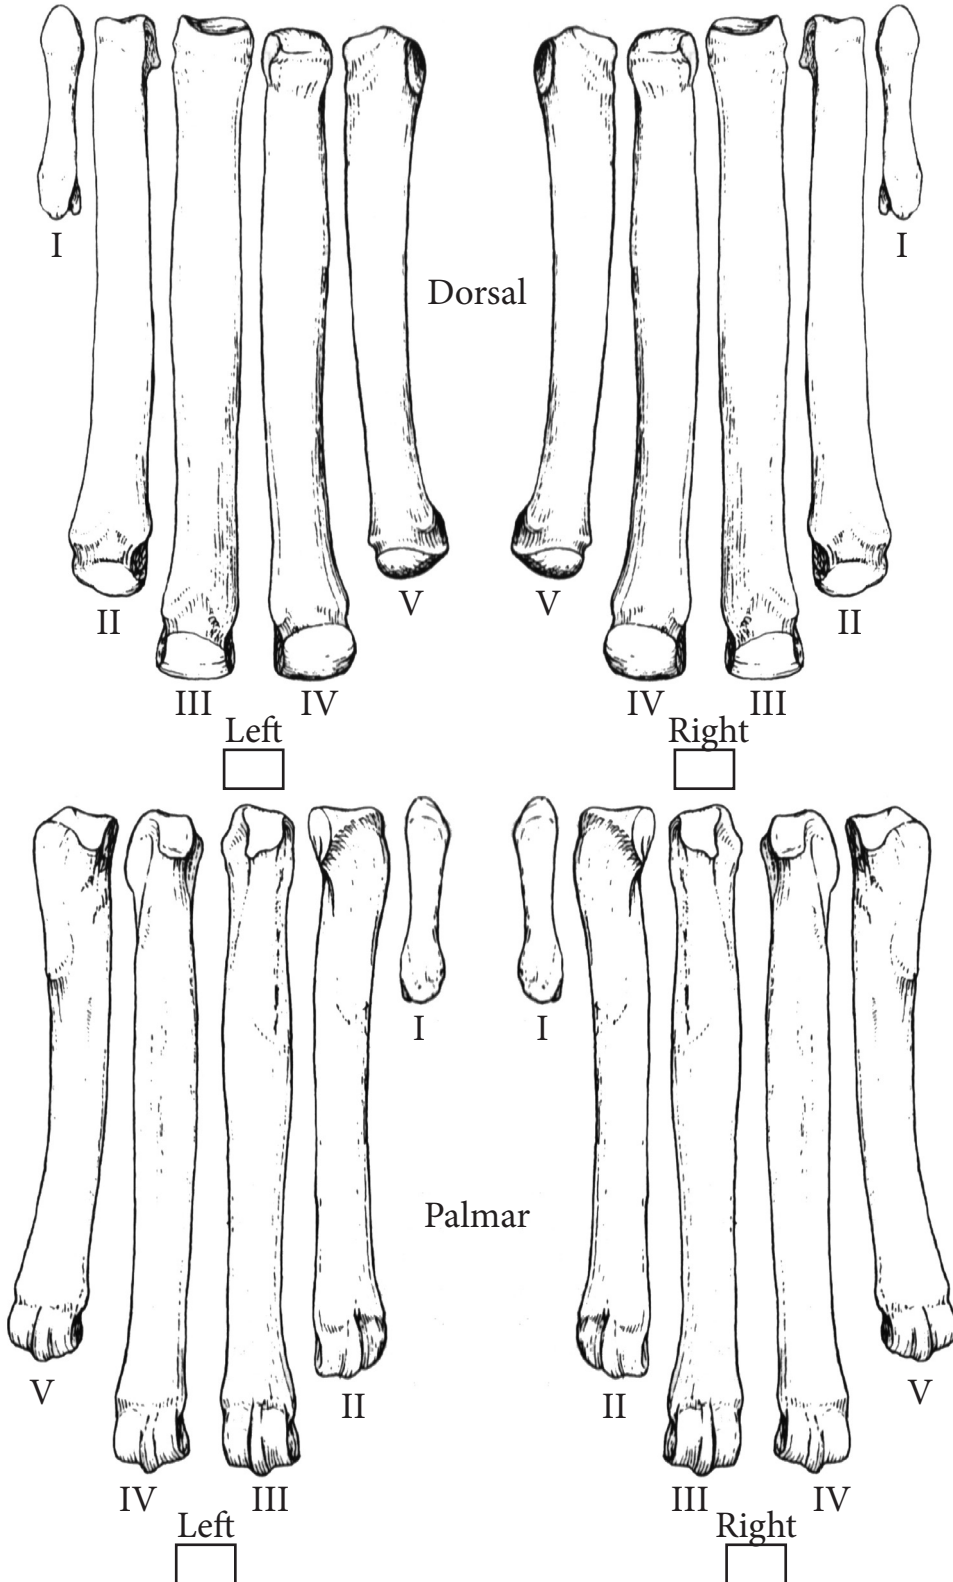 I I
Dorsal
II V V II
III IV IV III
Left Right
I I
Palmar
V II II V
IV III III IV
Left Right